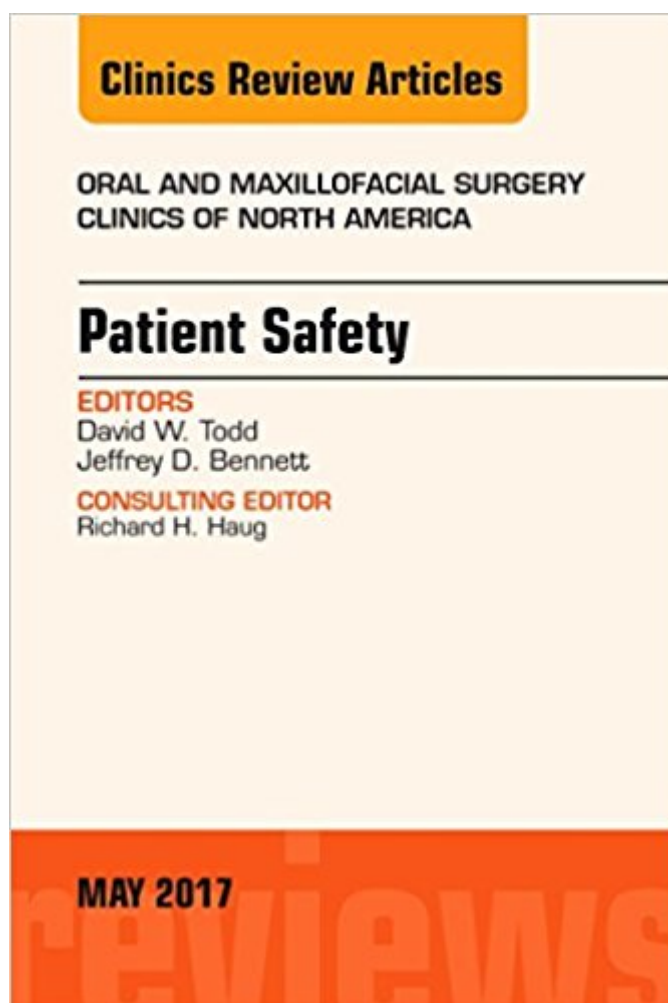 Clinics Review Articles
ORAL AND MAXILLOFACIAL SURGERY
CLINICS OF NORTH AMERICA
Patient Safety
EDITORS
David W. Todd
Jeffrey D. Bennett
CONSULTING EDITOR
Richard H. Haug
MAY 2017
reviews